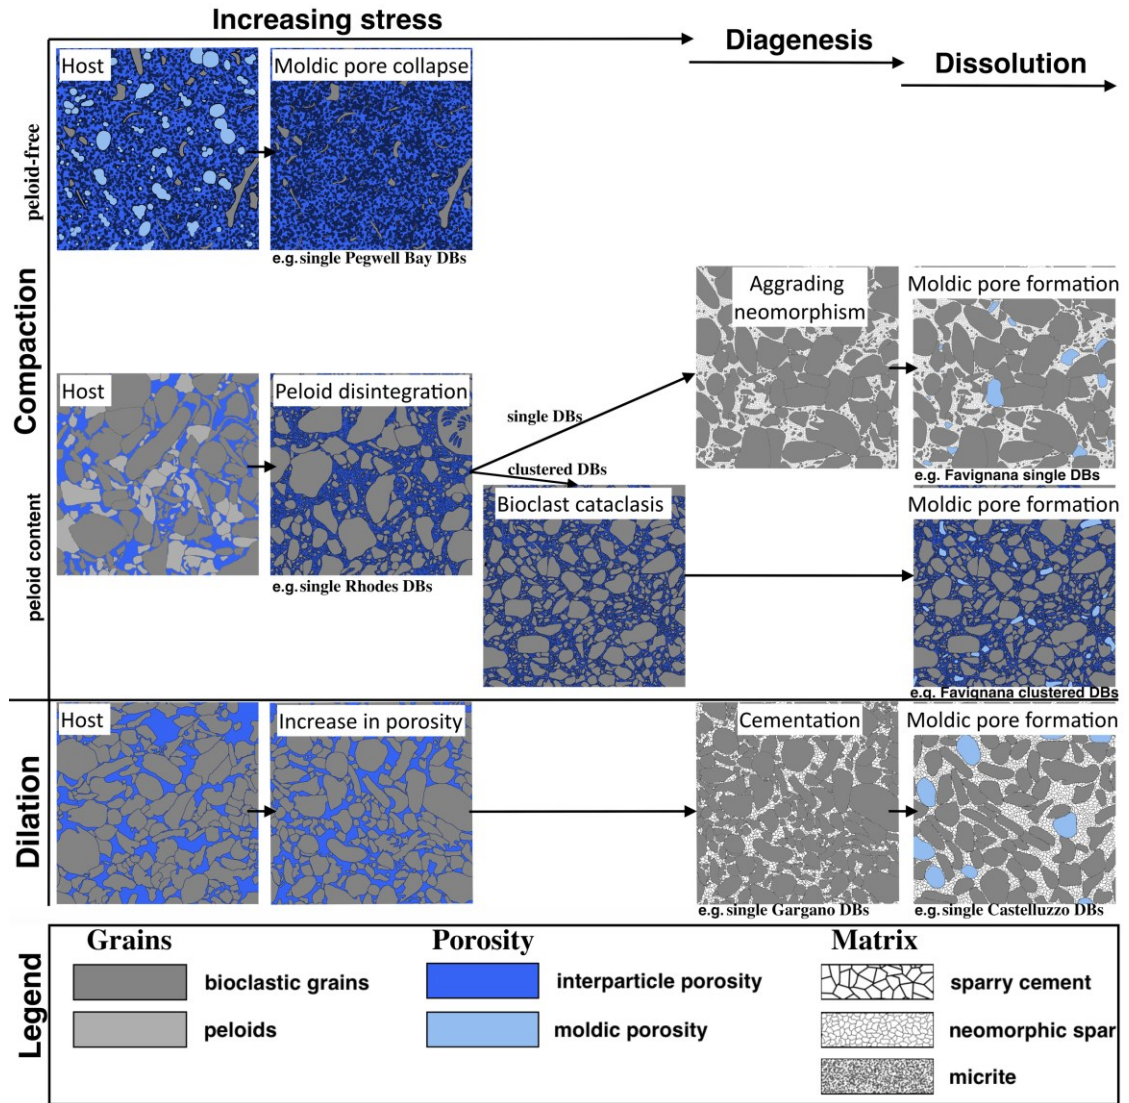 Increasing stress
Diagenesis
Dissolution
Compaction
peloid-free
Host
Moldic pore collapse
e.g. single Pegwell Bay DBs
peloid content
Host
Peloid disintegration
e.g. single Rhodes DBs
single DBs
clustered DBs
Aggrading
neomorphism
Moldic pore formation
e.g. Favignana single DBs
Bioclast cataclasis
Moldic pore formation
e.g. Favignana clustered DBs
Dilation
Host
Increase in porosity
Cementation
e.g. single Gargano DBs
Moldic pore formation
e.g. single Castelluzzo DBs
Legend
Grains
bioclastic grains
peloids
Porosity
interparticle porosity
moldic porosity
Matrix
sparry cement
neomorphic spar
micrite